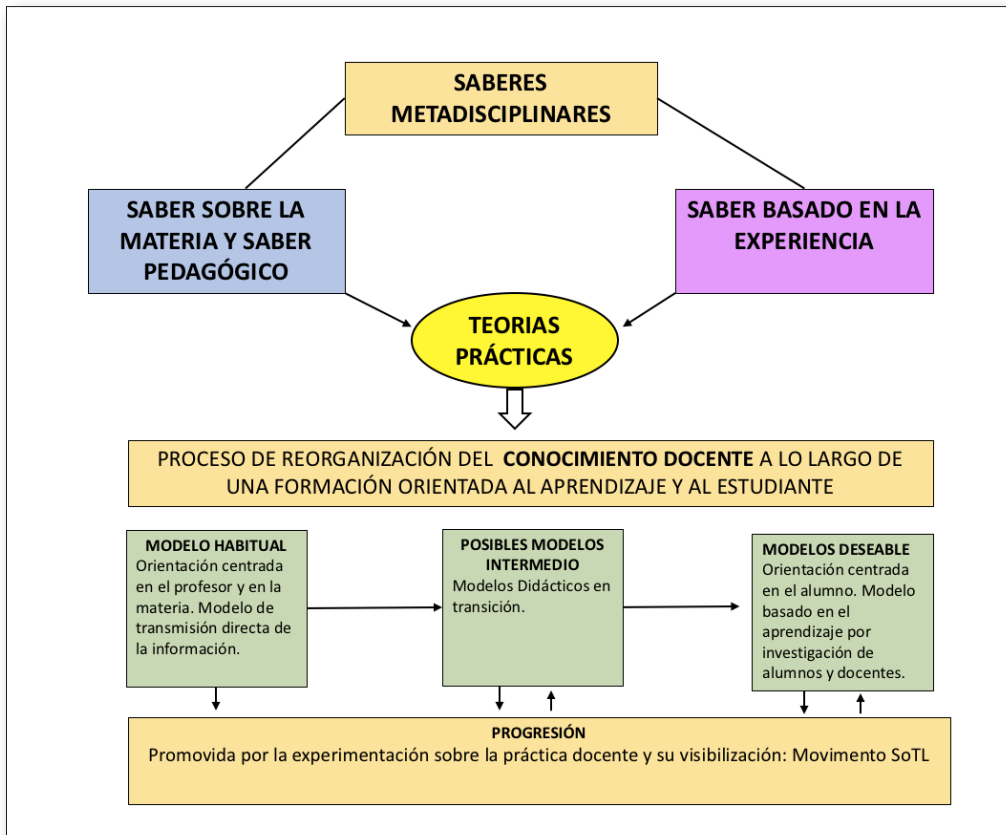 SABERES
METADISCIPLINARES
SABER SOBRE LA
MATERIA Y SABER
PEDAGÓGICO
SABER BASADO EN LA
EXPERIENCIA
TEORIAS
PRÁCTICAS
PROCESO DE REORGANIZACIÓN DEL CONOCIMIENTO DOCENTE A LO LARGO DE
UNA FORMACIÓN ORIENTADA AL APRENDIZAJE Y AL ESTUDIANTE
MODELO HABITUAL
Orientación centrada
en el profesor y en la
materia. Modelo de
transmisión directa de
la información.
POSIBLES MODELOS
INTERMEDIO
Modelos Didácticos en
transición.
MODELOS DESEABLE
Orientación centrada
en el alumno. Modelo
basado en el
aprendizaje por
investigación de
alumnos y docentes.
PROGRESIÓN
Promovida por la experimentación sobre la práctica docente y su visibilización: Movimento SoTL